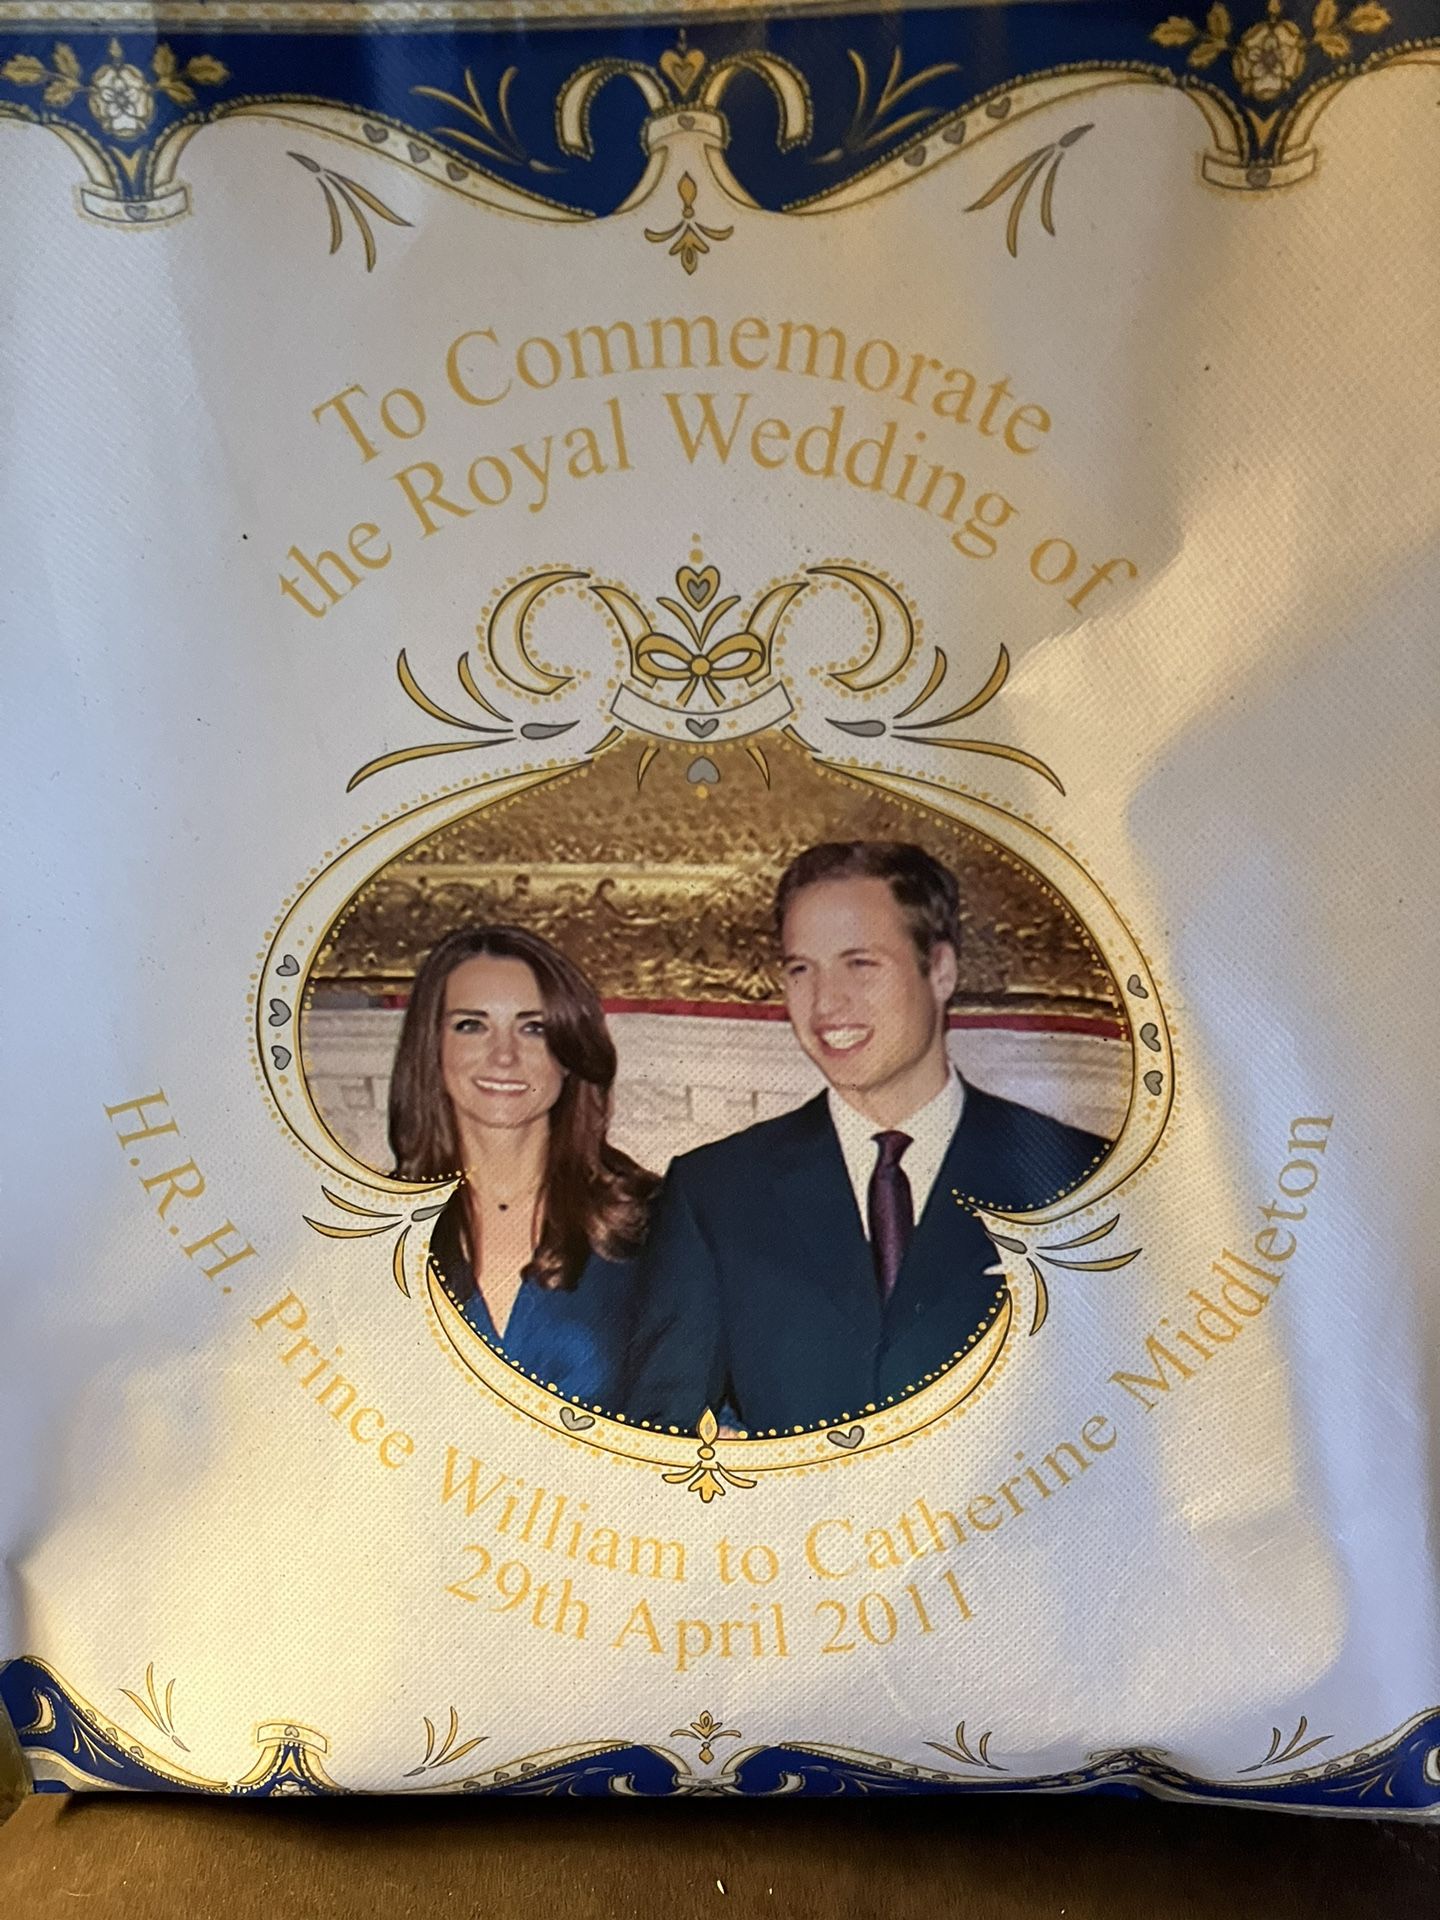 To Commemorate
the Royal Wedding of
H.R.H. Prince William to Catherine Middleton
29th April 2011